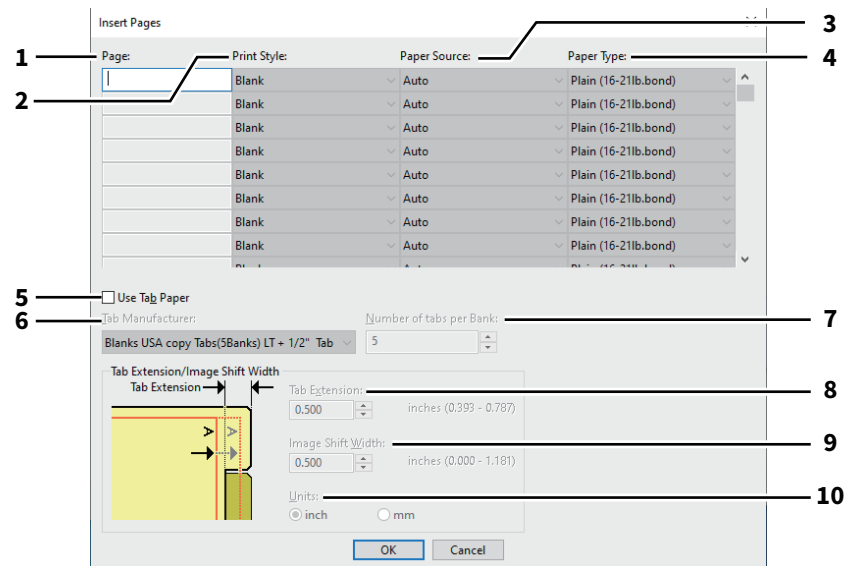 Insert Pages
3
1 Page: Print Style: Paper Source: Paper Type: 4
2
Blank Auto Plain (16-21lb.bond)
Blank Auto Plain (16-21lb.bond)
Blank Auto Plain (16-21lb.bond)
Blank Auto Plain (16-21lb.bond)
Blank Auto Plain (16-21lb.bond)
Blank Auto Plain (16-21lb.bond)
Blank Auto Plain (16-21lb.bond)
Blank Auto Plain (16-21lb.bond)
5 Use Tab Paper
6 Tab Manufacturer: Number of tabs per Bank: 7
Blanks USA copy Tabs(5Banks) LT + 1/2" Tab 5
Tab Extension/Image Shift Width
Tab Extension
Tab Extension: 8
0.500 inches (0.393 - 0.787)
A A
Image Shift Width: 9
0.500 inches (0.000 - 1.181)
Units: 10
inch mm
OK Cancel